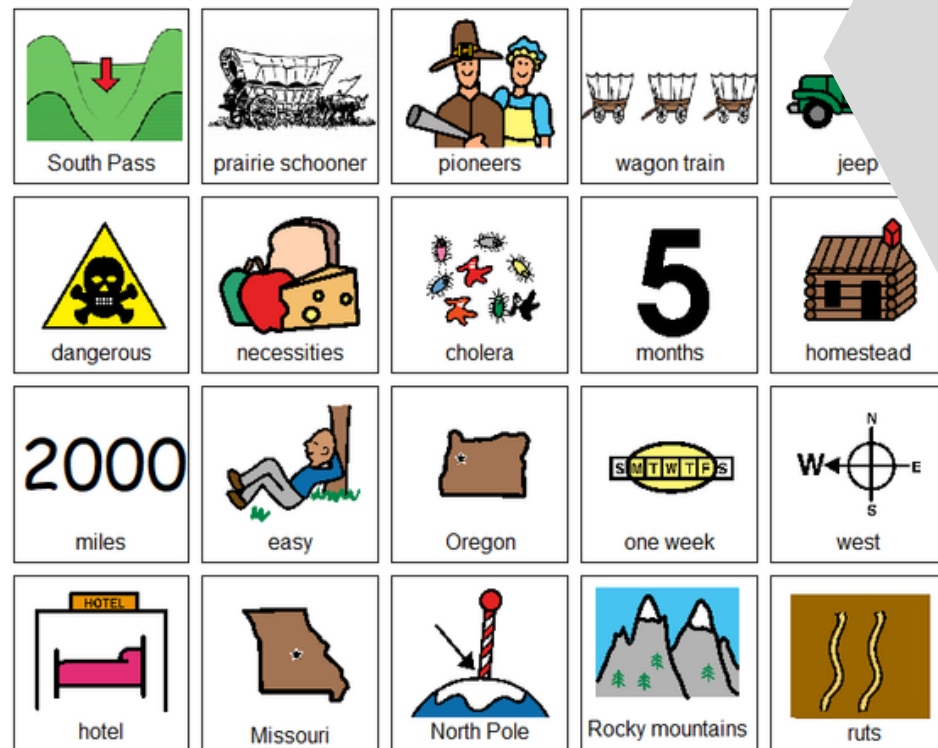 South Pass
prairie schooner
pioneers
wagon train
jeep
dangerous
necessities
cholera
5
months
homestead
2000
miles
easy
Oregon
S M T W T F S
one week
N
W E
S
west
HOTEL
hotel
Missouri
North Pole
Rocky mountains
ruts